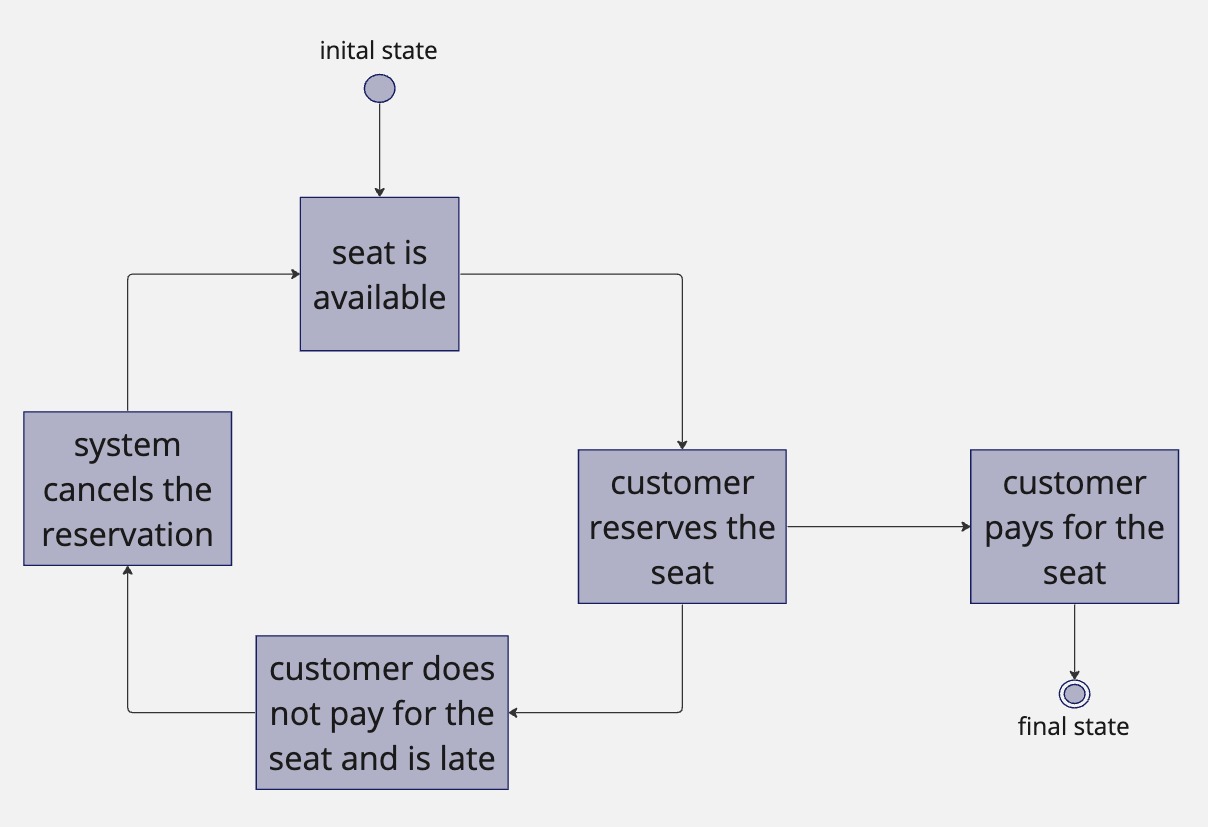 inital state
seat is
available
system
cancels the
reservation
customer
reserves the
seat
customer
pays for the
seat
customer does
not pay for the
seat and is late
final state